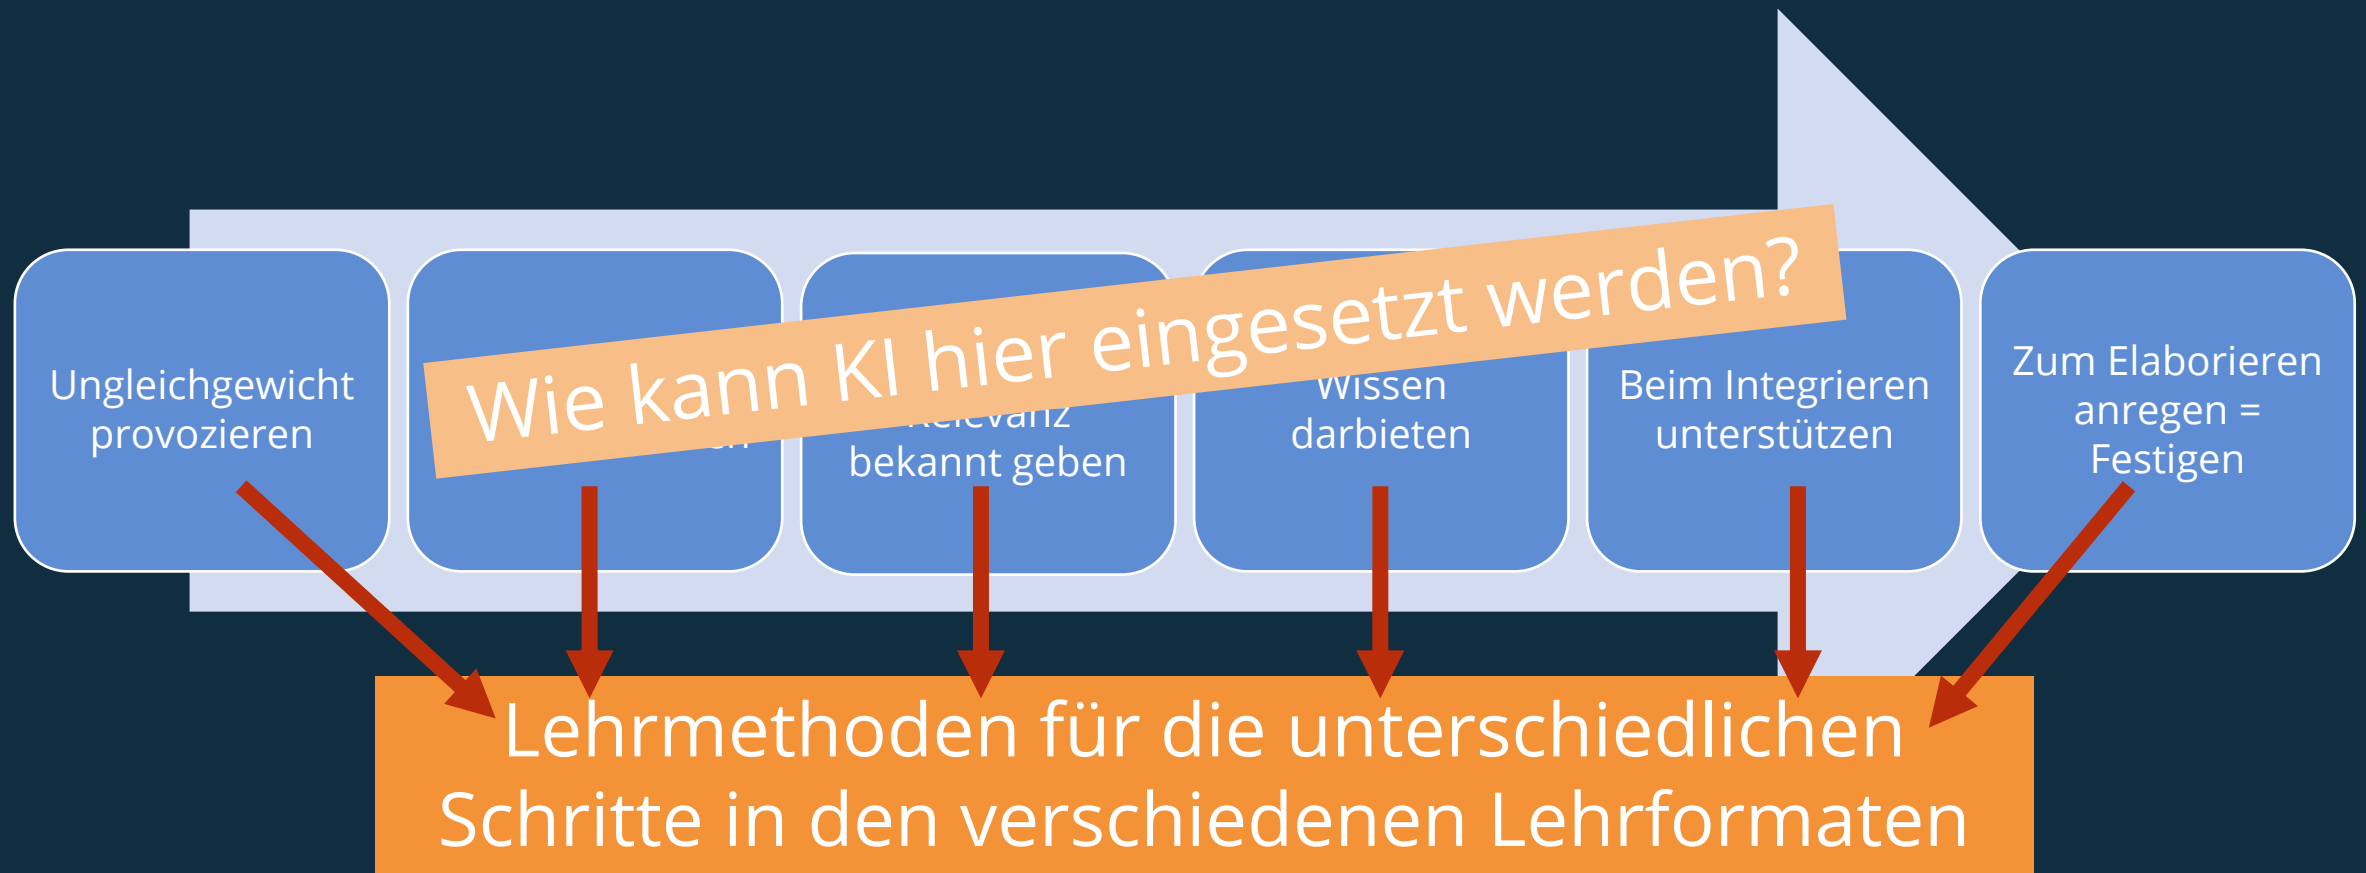 Wie kann KI hier eingesetzt werden?
Ungleichgewicht
provozieren
Relevanz
bekannt geben
Wissen
darbieten
Beim Integrieren
unterstützen
Zum Elaborieren
anregen =
Festigen
Lehrmethoden für die unterschiedlichen
Schritte in den verschiedenen Lehrformaten